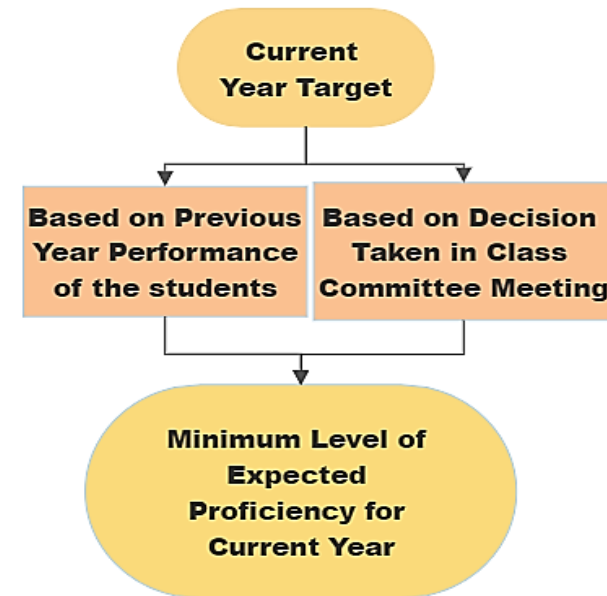 Current
Year Target
Based on Previous
Year Performance
of the students
Based on Decision
Taken in Class
Committee Meeting
Minimum Level of
Expected
Proficiency for
Current Year